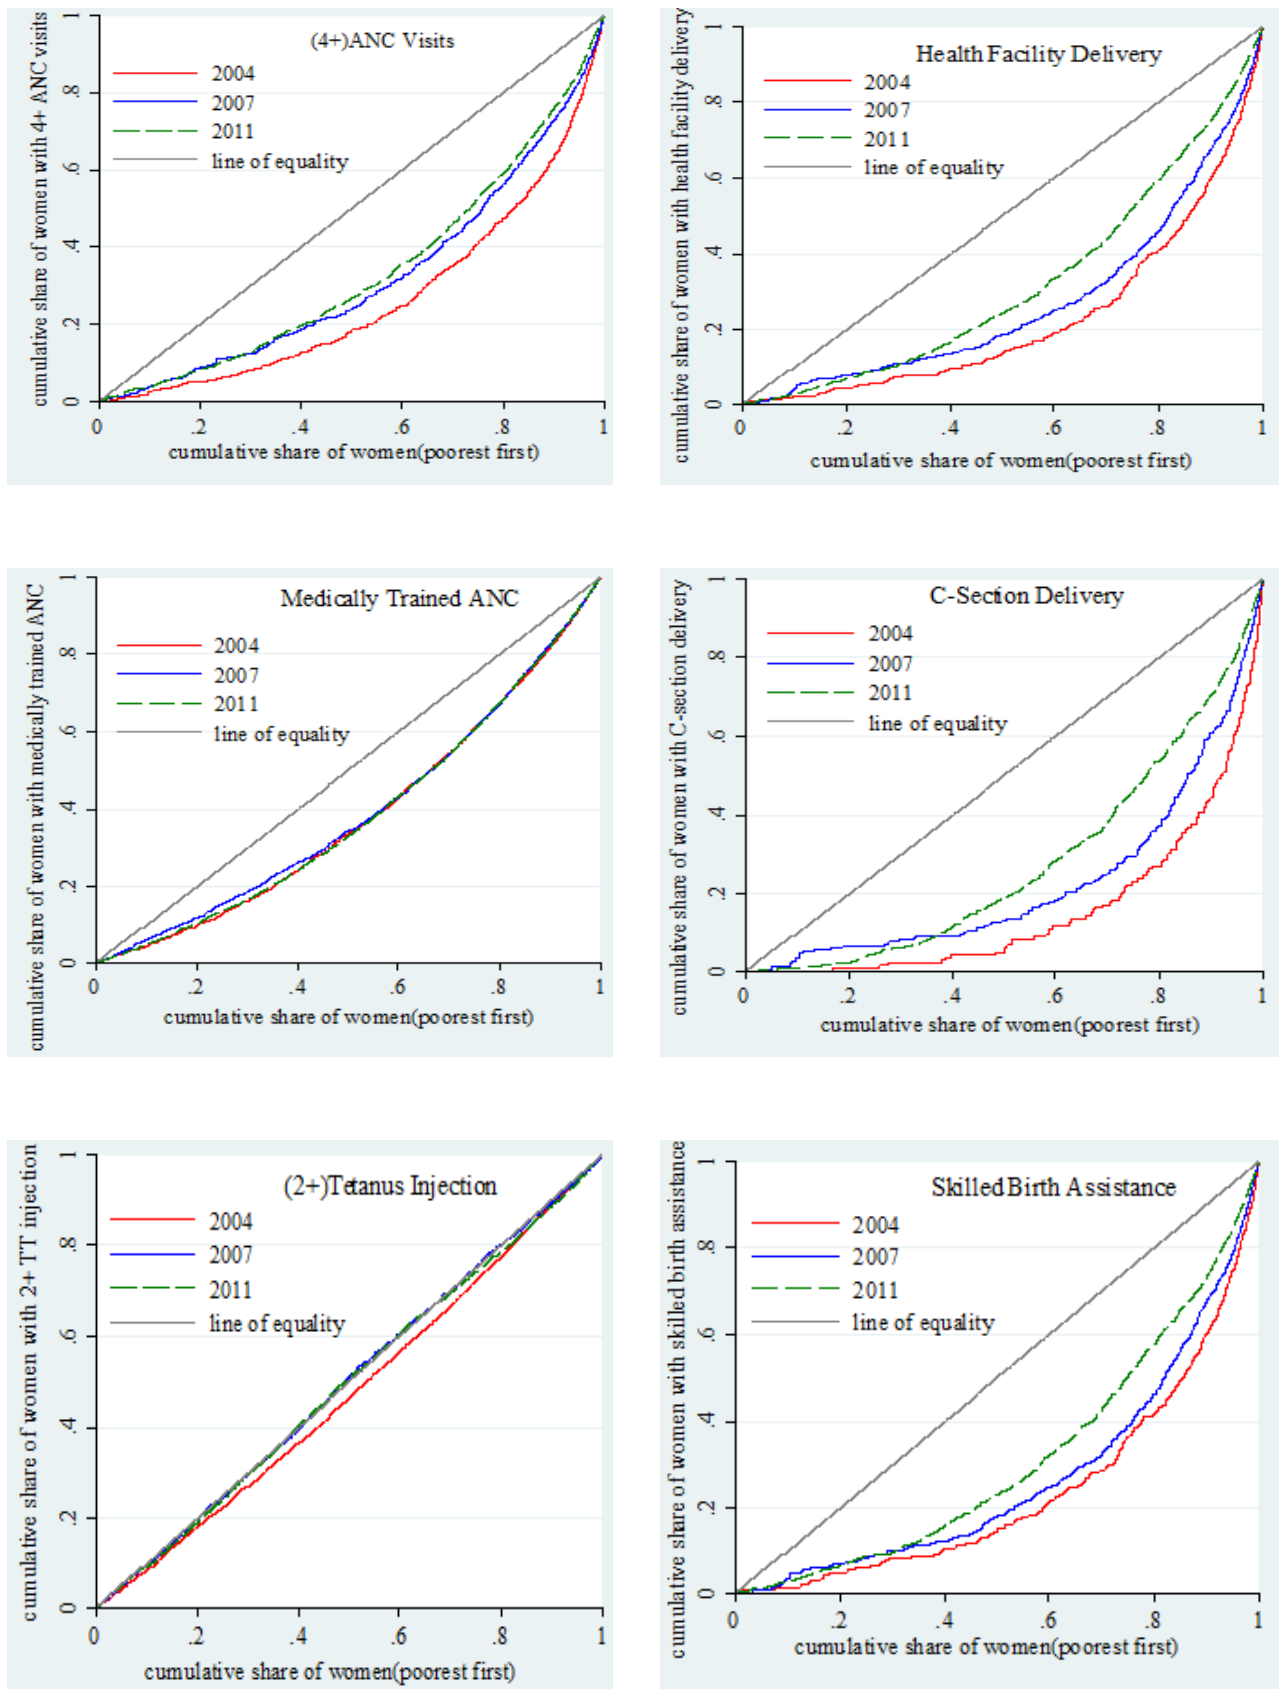 (4+)ANC Visits
2004
2007
2011
line of equality
cumulative share of women with 4+ ANC visits
0 .2 .4 .6 .8 1
0 .2 .4 .6 .8 1
cumulative share of women(poorest first)
Health Facility Delivery
2004
2007
2011
line of equality
cumulative share of women with health facility delivery
0 .2 .4 .6 .8 1
0 .2 .4 .6 .8 1
cumulative share of women(poorest first)
Medically Trained ANC
2004
2007
2011
line of equality
cumulative share of women with medically trained ANC
0 .2 .4 .6 .8 1
0 .2 .4 .6 .8 1
cumulative share of women(poorest first)
C-Section Delivery
2004
2007
2011
line of equality
cumulative share of women with C-section delivery
0 .2 .4 .6 .8 1
0 .2 .4 .6 .8 1
cumulative share of women(poorest first)
(2+)Tetanus Injection
2004
2007
2011
line of equality
cumulative share of women with 2+ TT injection
0 .2 .4 .6 .8 1
0 .2 .4 .6 .8 1
cumulative share of women(poorest first)
Skilled Birth Assistance
2004
2007
2011
line of equality
cumulative share of women with skilled birth assistance
0 .2 .4 .6 .8 1
0 .2 .4 .6 .8 1
cumulative share of women(poorest first)